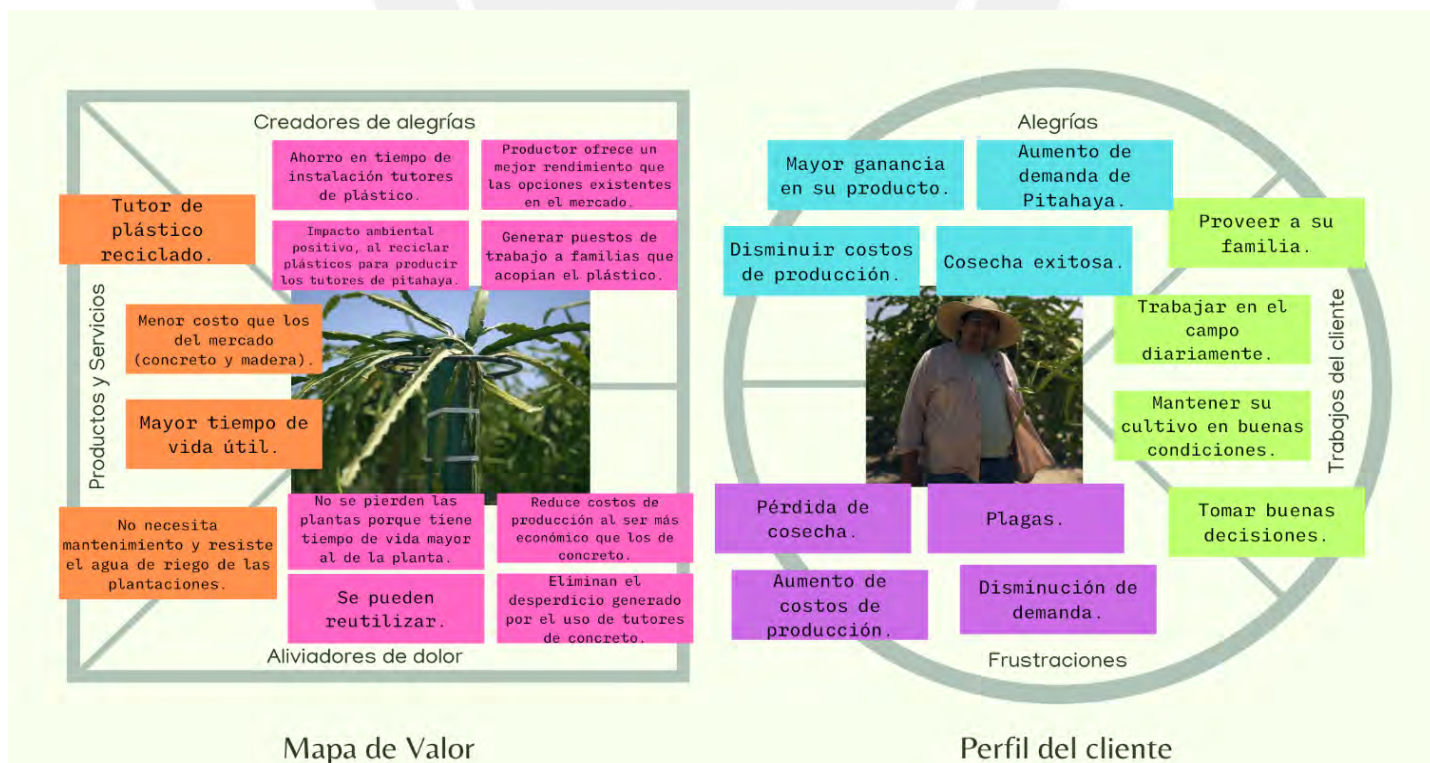 Creadores de alegrías
Ahorro en tiempo de
instalación tutores
de plástico.
Productor ofrece un
mejor rendimiento que
las opciones existentes
en el mercado.
Impacto ambiental
positivo, al reciclar
plásticos para producir
los tutores de pitahaya.
Generar puestos de
trabajo a familias que
acopian el plástico.
Tutor de
plástico
reciclado.
Menor costo que los
del mercado
(concreto y madera).
Mayor tiempo de
vida útil.
No necesita
mantenimiento y resiste
el agua de riego de las
plantaciones.
Productos y Servicios
No se pierden las
plantas porque tiene
tiempo de vida mayor
al de la planta.
Reduce costos de
producción al ser más
económico que los de
concreto.
Se pueden
reutilizar.
Eliminan el
desperdicio generado
por el uso de tutores
de concreto.
Aliviadores de dolor
Mapa de Valor
Alegrías
Mayor ganancia
en su producto.
Aumento de
demanda de
Pitahaya.
Disminuir costos
de producción.
Cosecha exitosa.
Proveer a su
familia.
Trabajar en el
campo
diariamente.
Mantener su
cultivo en buenas
condiciones.
Tomar buenas
decisiones.
Trabajos del cliente
Pérdida de
cosecha.
Plagas.
Aumento de
costos de
producción.
Disminución de
demanda.
Frustraciones
Perfil del cliente